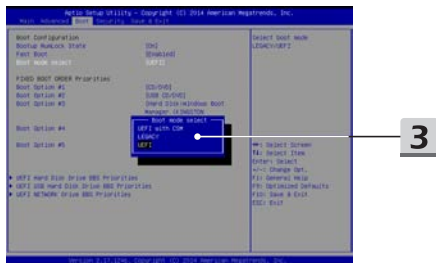 Aptio Setup Utility - Copyright (C) 2014 American Megatrends, Inc.
Main Advanced Boot Security Save & Exit
Boot Configuration
Bootup NumLock State [On]
Fast Boot [Enabled]
Boot mode select [UEFI]
FIXED BOOT ORDER Priorities
Boot Option #1 [CD/DVD]
Boot Option #2 [USB CD/DVD]
Boot Option #3 [Hard Disk:Windows Boot
Manager (KINGSTON
Boot Option #4
Boot Option #5
Boot mode select
UEFI with CSM
LEGACY
UEFI
UEFI Hard Disk Drive BBS Priorities
UEFI USB Hard Disk Drive BBS Priorities
UEFI NETWORK Drive BBS Priorities
Select boot mode
LEGACY/UEFI
: Select Screen
: Select Item
Enter: Select
+/-: Change Opt.
F1: General Help
F9: Optimized Defaults
F10: Save & Exit
ESC: Exit
Version 2.17.1246. Copyright (C) 2014 American Megatrends, Inc.
3